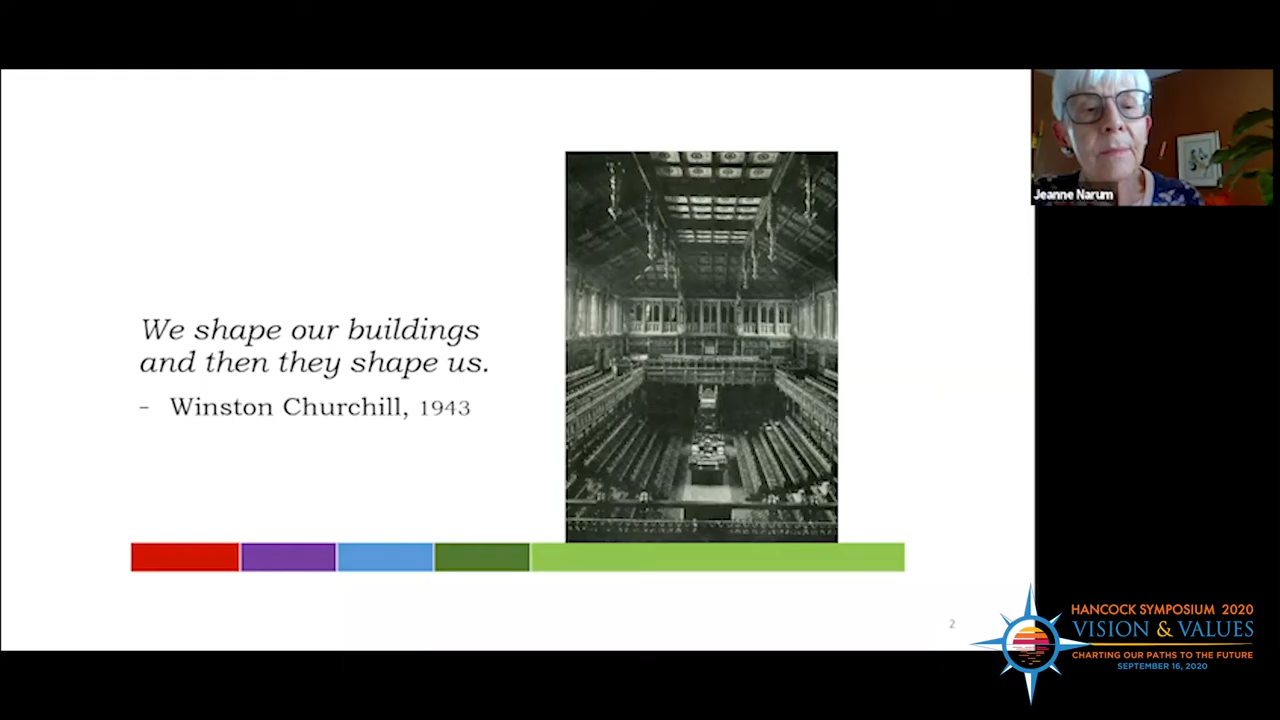 We shape our buildings
and then they shape us.
- Winston Churchill, 1943
2
Jeanne Narum
HANCOCK SYMPOSIUM 2020
VISION & VALUES
CHARTING OUR PATHS TO THE FUTURE
SEPTEMBER 16, 2020